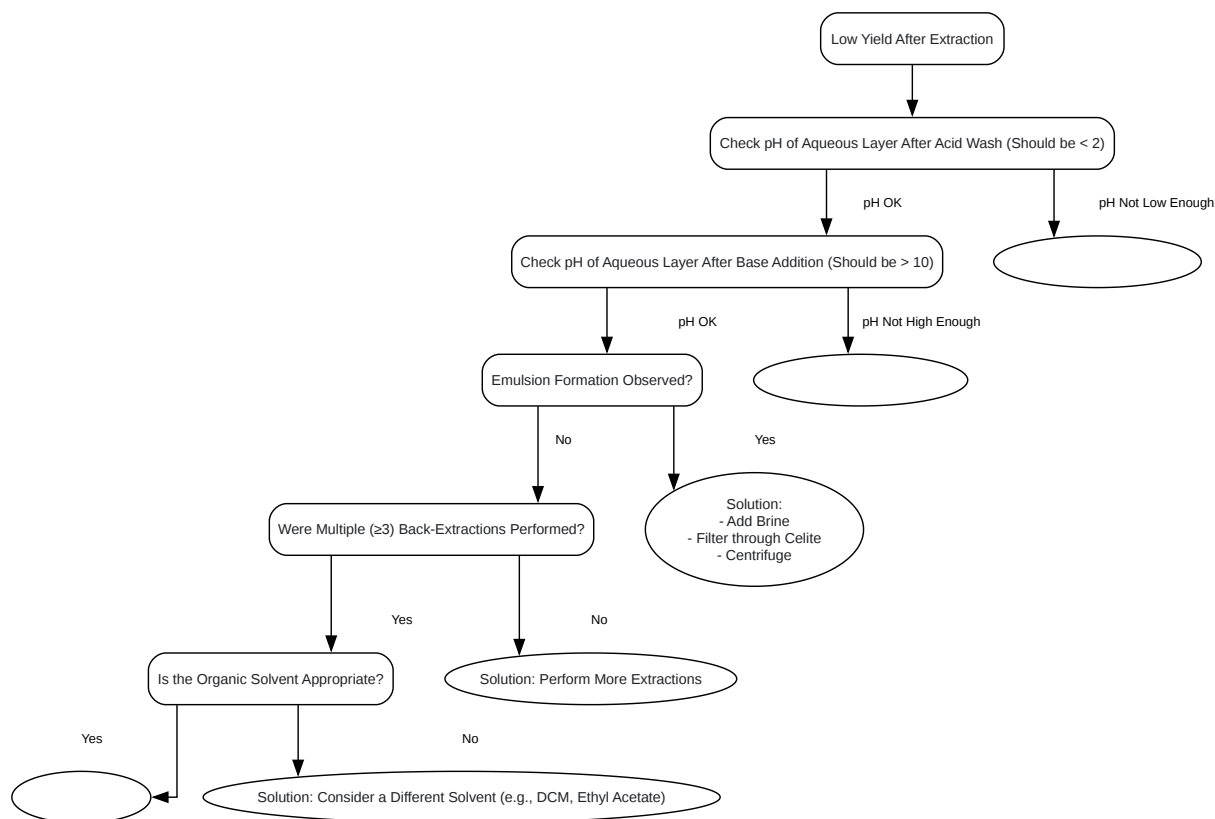 Low Yield After Extraction
Check pH of Aqueous Layer After Acid Wash (Should be < 2)
pH OK
pH Not Low Enough
Check pH of Aqueous Layer After Base Addition (Should be > 10)
pH OK
pH Not High Enough
Emulsion Formation Observed?
No
Yes
Solution:
- Add Brine
- Filter through Celite
- Centrifuge
Were Multiple (≥3) Back-Extractions Performed?
Yes
No
Is the Organic Solvent Appropriate?
Solution: Perform More Extractions
Yes
No
Solution: Consider a Different Solvent (e.g., DCM, Ethyl Acetate)